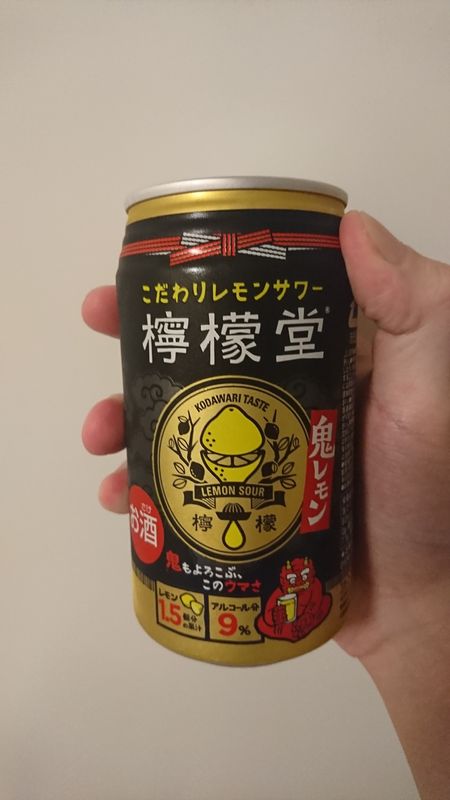 こだわりレモンサワー
檸檬堂®
KODAWARI TASTE
LEMON SOUR
檸 檬
鬼レモン
さけ
お酒
鬼もよろこぶ、
このウマさ
レモン
1.5個分
の果汁
アルコール分
9%